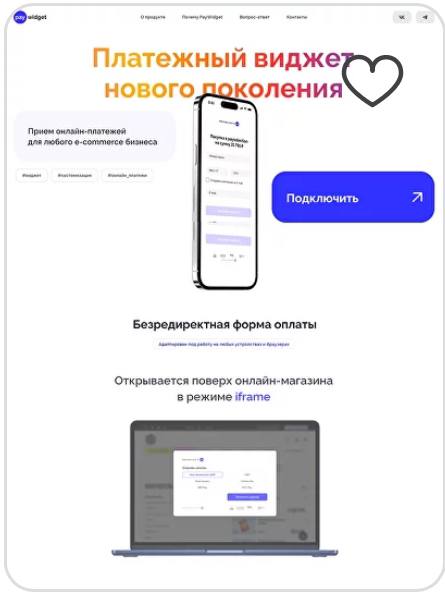 pay widget
О продукте
Почему PayWidget
Вопрос-ответ
Контакты
Платежный виджет
нового поколения
Прием онлайн-платежей
для любого e-commerce бизнеса
#виджет
#кастомизация
#онлайн_платежи
Подключить
Безредиректная форма оплаты
Адаптирован под работу на любых устройствах и браузерах
Открывается поверх онлайн-магазина
в режиме iframe